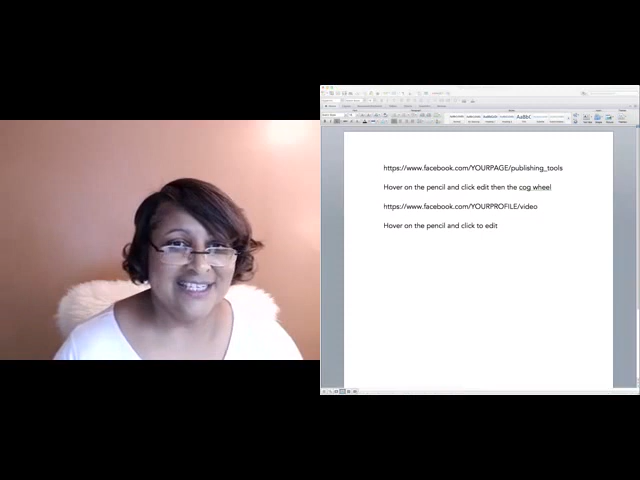 https://www.facebook.com/YOURPAGE/publishing_tools
Hover on the pencil and click edit then the cog wheel
https://www.facebook.com/YOURPROFILE/video
Hover on the pencil and click to edit